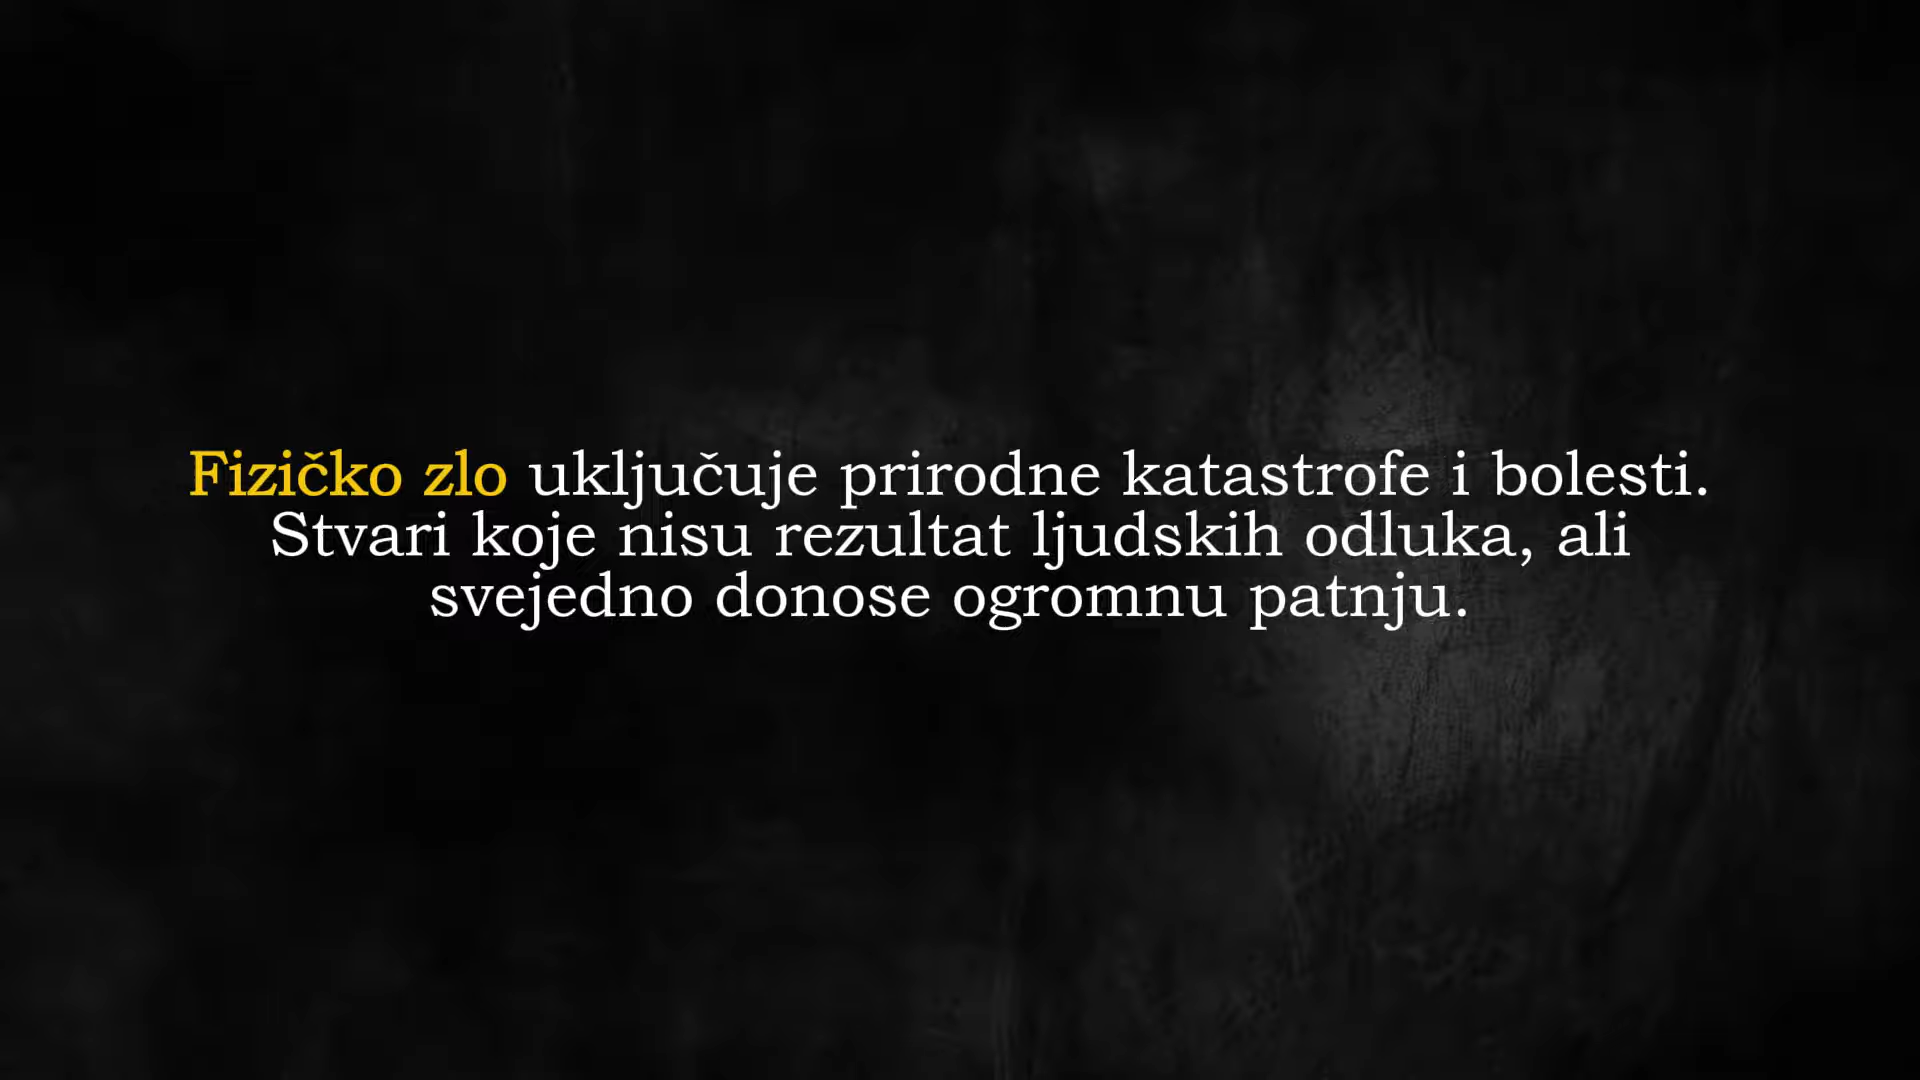 Fizičko zlo uključuje prirodne katastrofe i bolesti.
Stvari koje nisu rezultat ljudskih odluka, ali
svejedno donose ogromnu patnju.